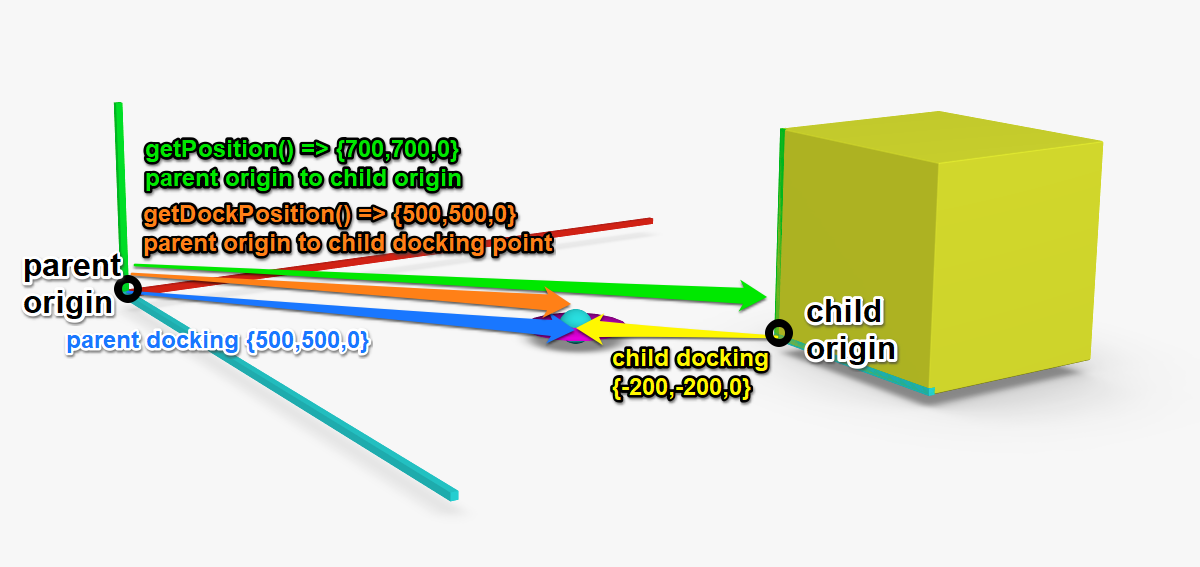 getPosition() => {700,700,0}
parent origin to child origin
getDockPosition() => {500,500,0}
parent origin to child docking point
parent
origin
parent docking {500,500,0}
child
origin
child docking
{-200,-200,0}